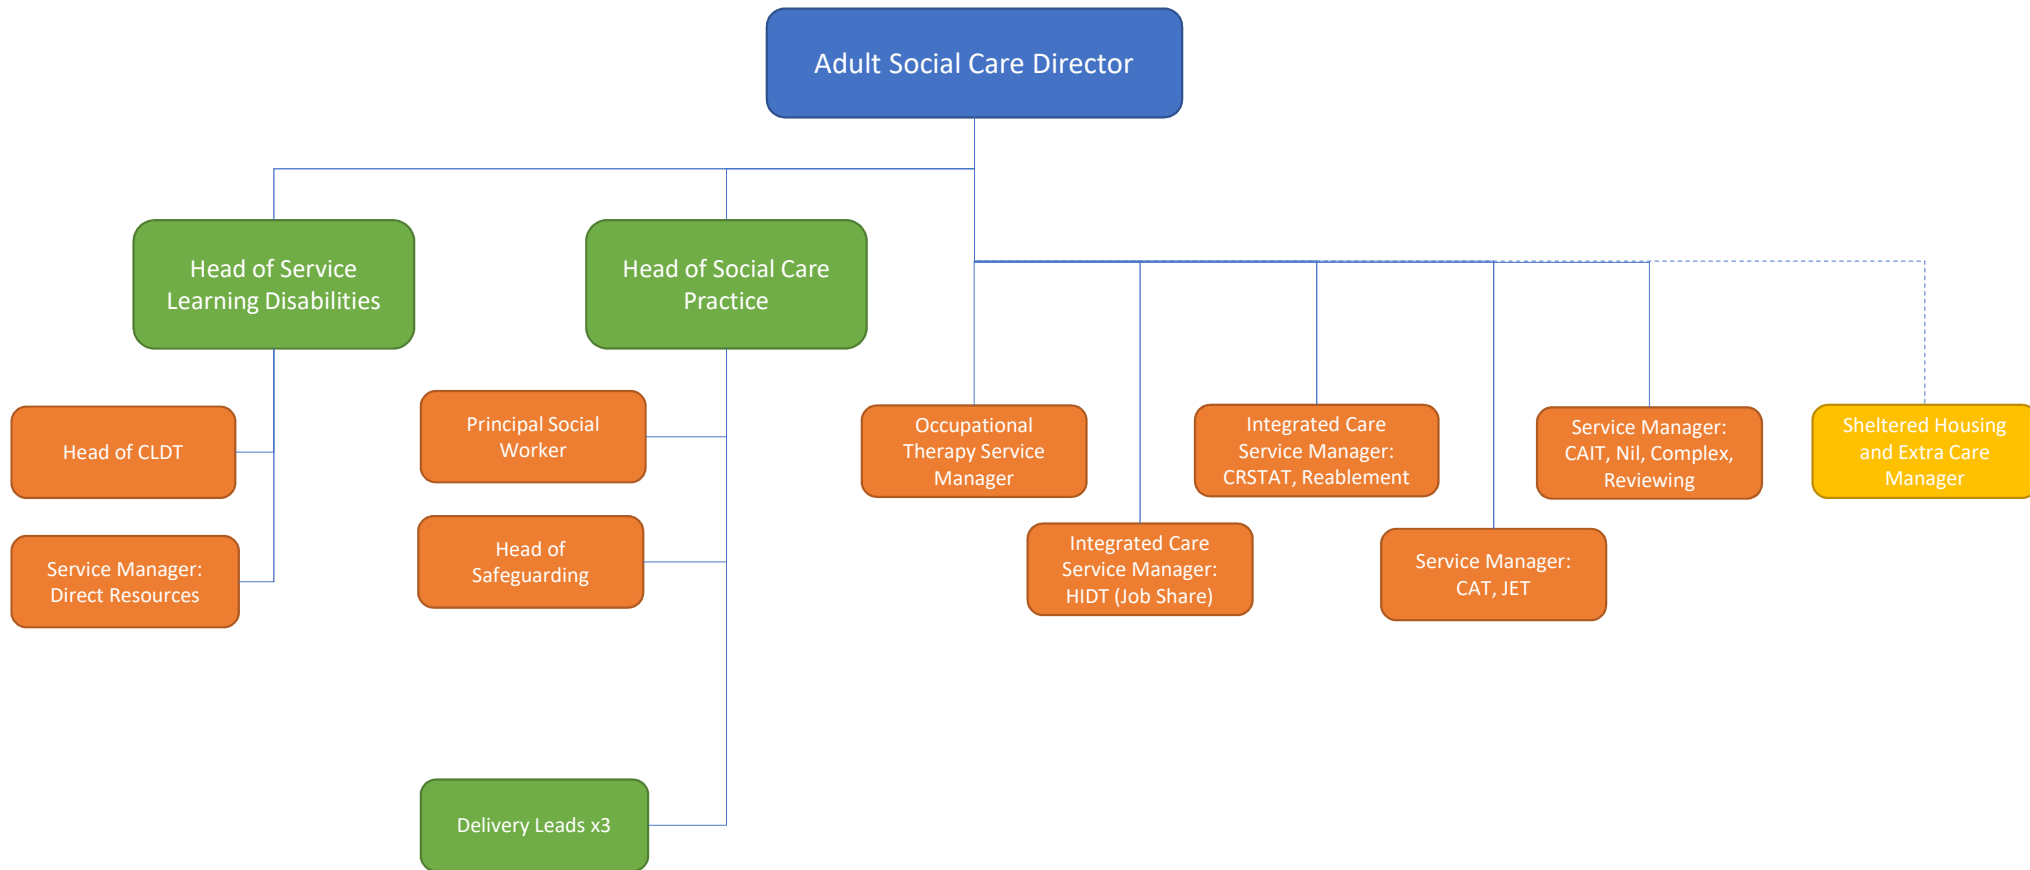 Adult Social Care Director
Head of Service
Learning Disabilities
Head of Social Care
Practice
Head of CLDT
Service Manager:
Direct Resources
Principal Social
Worker
Head of
Safeguarding
Delivery Leads x3
Occupational
Therapy Service
Manager
Integrated Care
Service Manager:
HIDT (Job Share)
Integrated Care
Service Manager:
CRSTAT, Reablement
Service Manager:
CAT, JET
Service Manager:
CAIT, Nil, Complex,
Reviewing
Sheltered Housing
and Extra Care
Manager